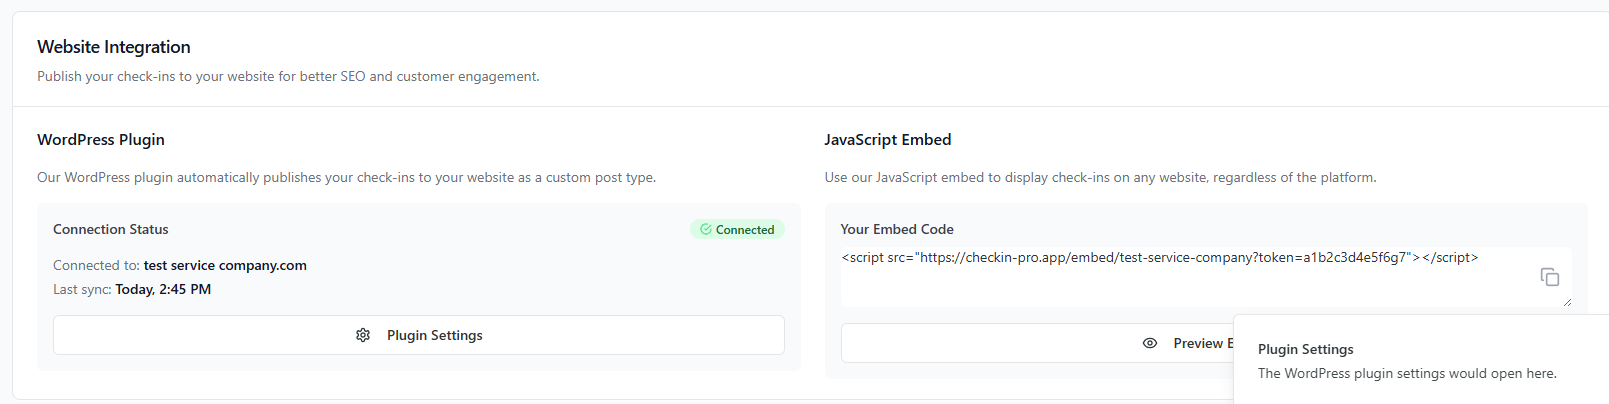 Website Integration
Publish your check-ins to your website for better SEO and customer engagement.
WordPress Plugin
Our WordPress plugin automatically publishes your check-ins to your website as a custom post type.
Connection Status
Connected
Connected to: test service company.com
Last sync: Today, 2:45 PM
Plugin Settings
JavaScript Embed
Use our JavaScript embed to display check-ins on any website, regardless of the platform.
Your Embed Code
<script src="https://checkin-pro.app/embed/test-service-company?token=a1b2c3d4e5f6g7"></script>
Preview
Plugin Settings
The WordPress plugin settings would open here.